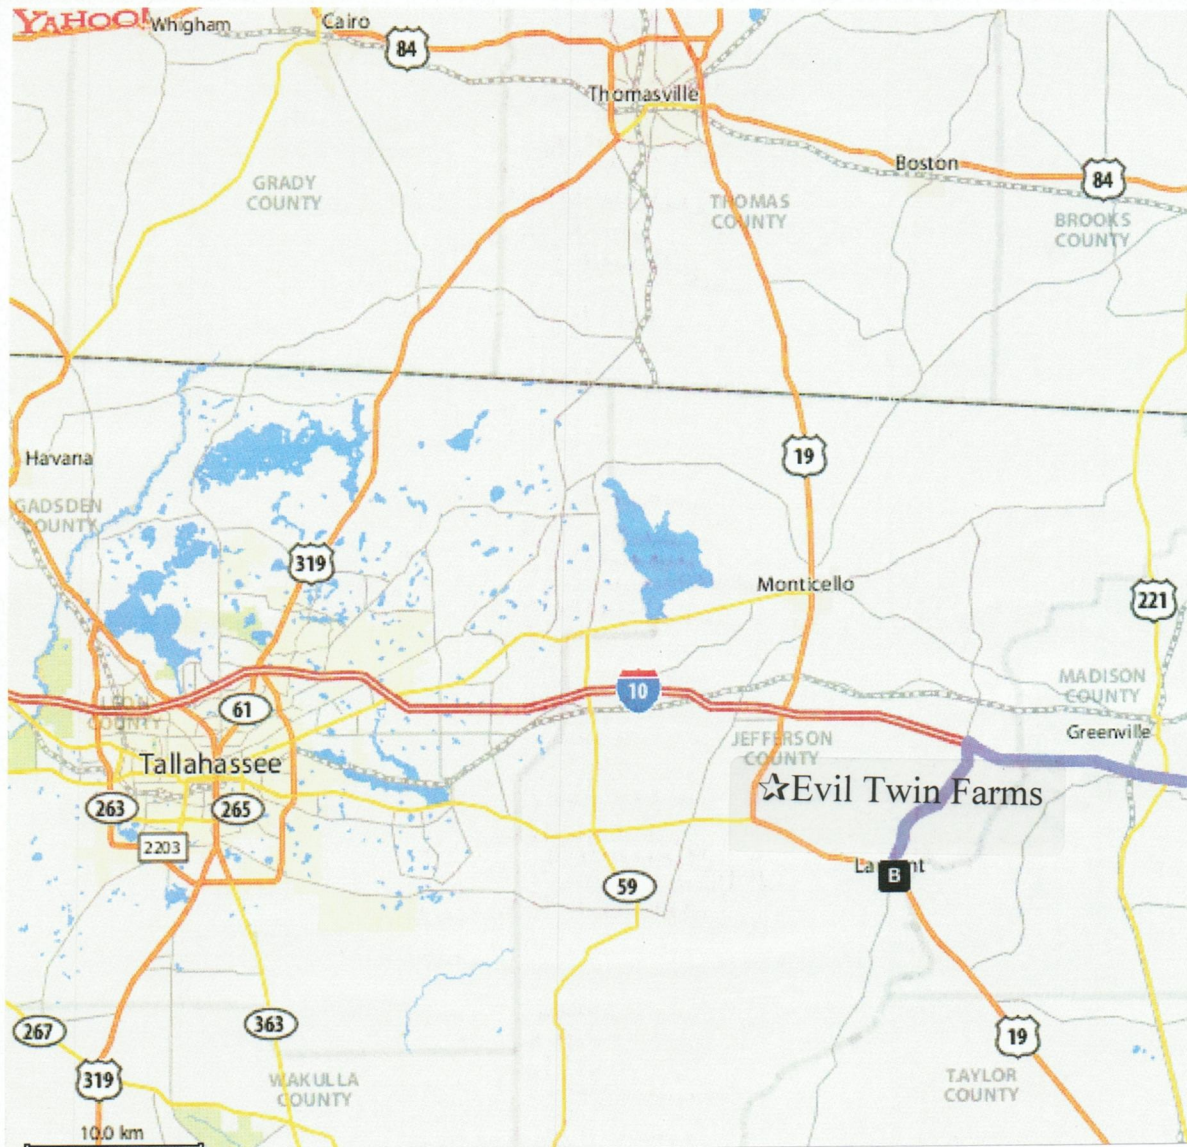 YAHOO!
Whigham
Cairo
84
Thomasville
Boston
84
GRADY
COUNTY
THOMAS
COUNTY
BROOKS
COUNTY
Havana
19
GADSDEN
COUNTY
319
Monticello
221
10
MADISON
COUNTY
61
LEON
COUNTY
Greenville
JEFFERSON
COUNTY
Tallahassee
Evil Twin Farms
263
265
2203
B
59
267
363
19
319
WAKULLA
COUNTY
TAYLOR
COUNTY
10.0 km